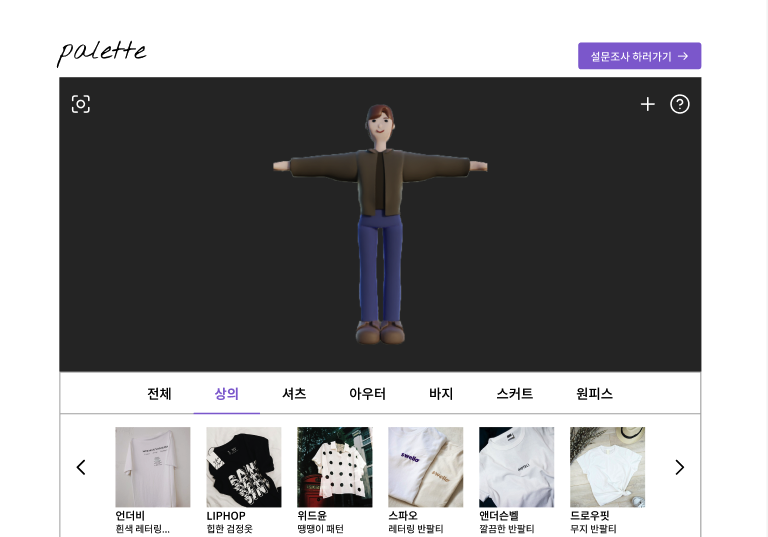 palette
설문조사 하러가기 →
전체 상의 셔츠 아우터 바지 스커트 원피스
swello
swello
언더비 LIPHOP 위드윤 스파오 앤더슨벨 드로우핏
흰색 레터링... 힙한 검정옷 땡땡이 패턴 레터링 반팔티 깔끔한 반팔티 무지 반팔티